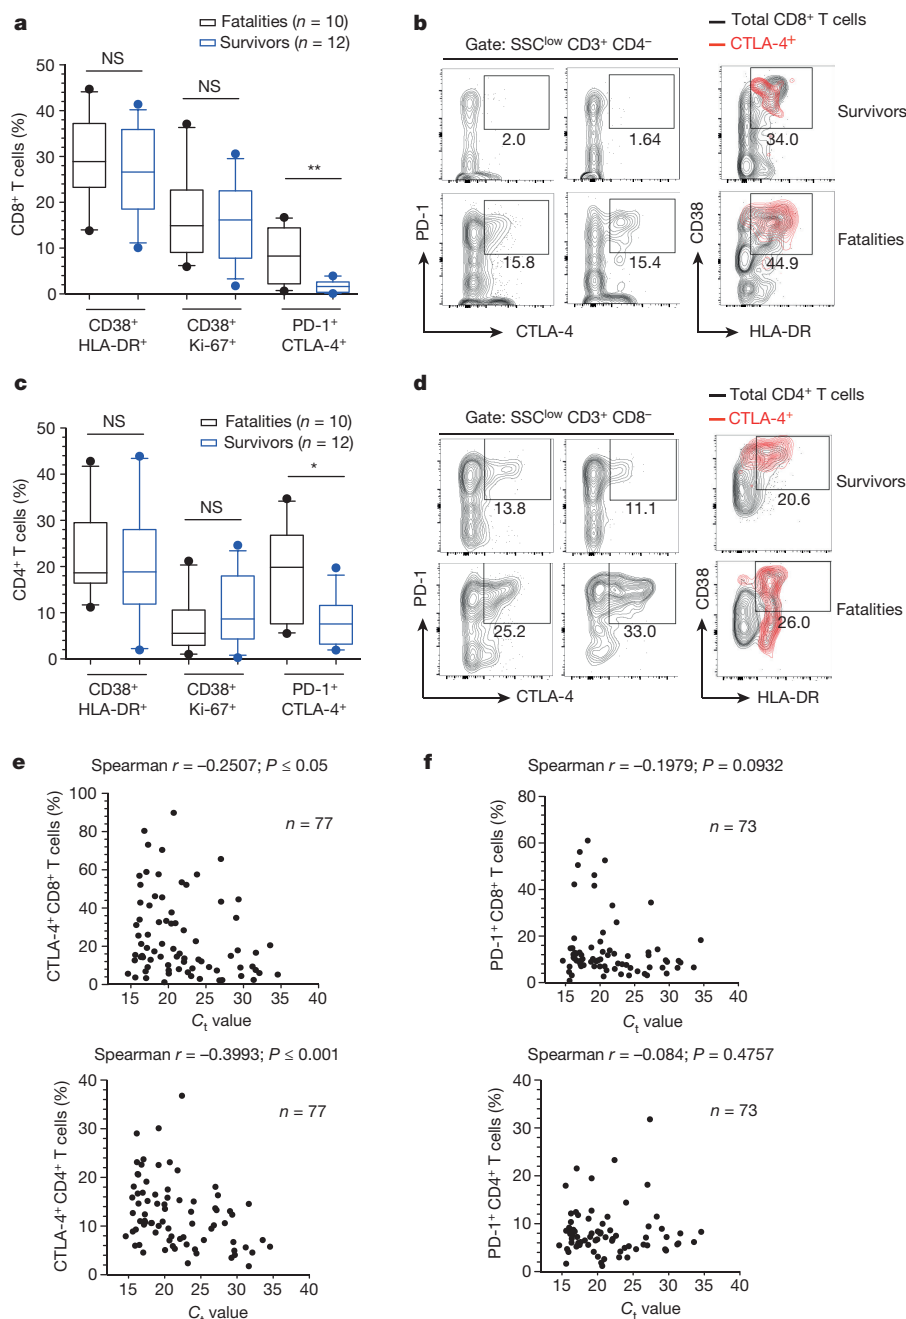 a
Fatalities (n = 10)
Survivors (n = 12)
NS
NS
**
50
40
30
20
10
0
CD8⁺ T cells (%)
CD38⁺
HLA-DR⁺
CD38⁺
Ki-67⁺
PD-1⁺
CTLA-4⁺
b
Total CD8⁺ T cells
CTLA-4⁺
Gate: SSCˡᵒʷ CD3⁺ CD4⁻
2.0
1.64
34.0
Survivors
15.8
15.4
44.9
Fatalities
PD-1
CTLA-4
CD38
HLA-DR
c
Fatalities (n = 10)
Survivors (n = 12)
NS
NS
*
50
40
30
20
10
0
CD4⁺ T cells (%)
CD38⁺
HLA-DR⁺
CD38⁺
Ki-67⁺
PD-1⁺
CTLA-4⁺
d
Total CD4⁺ T cells
CTLA-4⁺
Gate: SSCˡᵒʷ CD3⁺ CD8⁻
13.8
11.1
20.6
Survivors
25.2
33.0
26.0
Fatalities
PD-1
CTLA-4
CD38
HLA-DR
e
Spearman r = –0.2507; P ≤ 0.05
n = 77
100
80
60
40
20
0
CTLA-4⁺ CD8⁺ T cells (%)
15 20 25 30 35 40
Cₜ value
Spearman r = –0.3993; P ≤ 0.001
n = 77
40
30
20
10
0
CTLA-4⁺ CD4⁺ T cells (%)
15 20 25 30 35 40
Cₜ value
f
Spearman r = –0.1979; P = 0.0932
n = 73
80
60
40
20
0
PD-1⁺ CD8⁺ T cells (%)
15 20 25 30 35 40
Cₜ value
Spearman r = –0.084; P = 0.4757
n = 73
40
30
20
10
0
PD-1⁺ CD4⁺ T cells (%)
15 20 25 30 35 40
Cₜ value